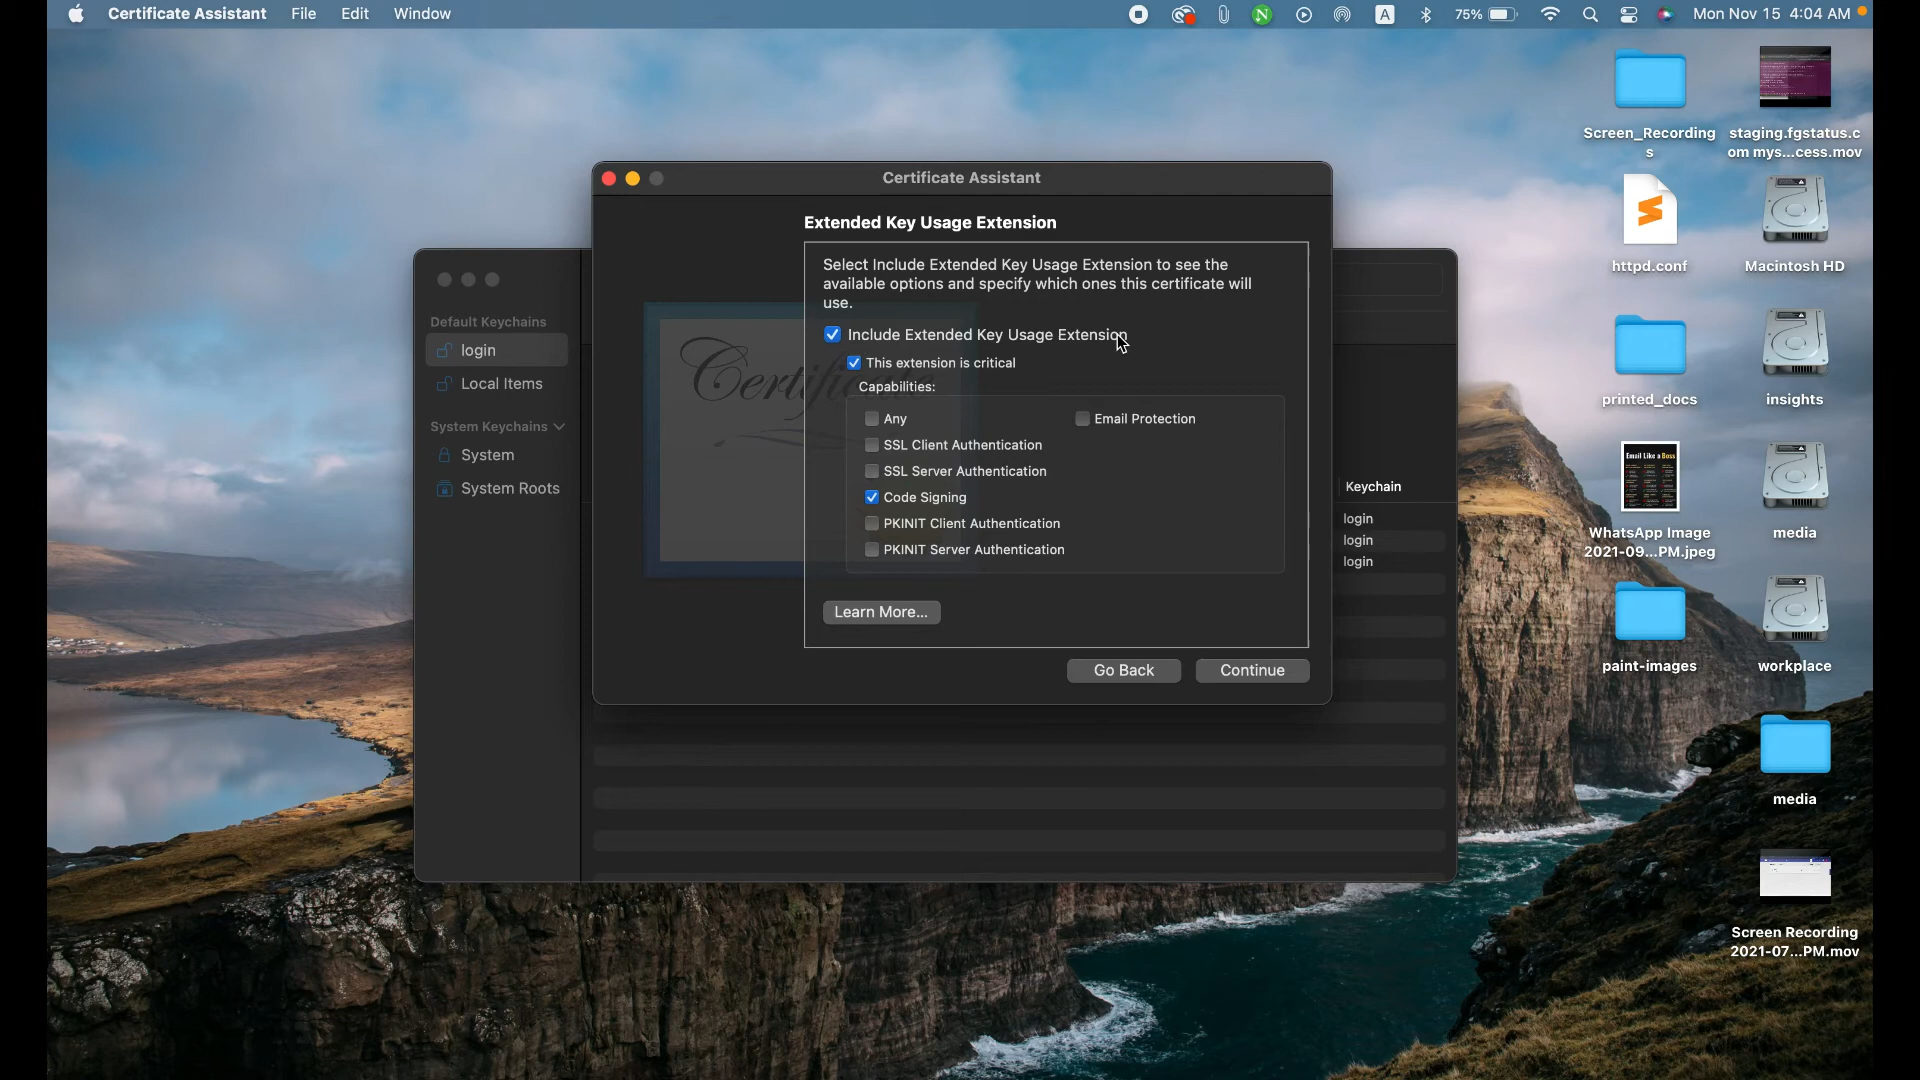 Certificate Assistant File Edit Window
N A 75% Mon Nov 15 4:04 AM
Certificate Assistant
Extended Key Usage Extension
Select Include Extended Key Usage Extension to see the
available options and specify which ones this certificate will
use.
Include Extended Key Usage Extension
This extension is critical
Capabilities:
Any
Email Protection
SSL Client Authentication
SSL Server Authentication
Code Signing
PKINIT Client Authentication
PKINIT Server Authentication
Learn More...
Go Back
Continue
Certificate
Default Keychains
login
Local Items
System Keychains
System
System Roots
Keychain
login
login
login
Screen_Recording
s
staging.fgstatus.c
om mys...cess.mov
httpd.conf
Macintosh HD
printed_docs
insights
Email Like a Boss
WhatsApp Image
2021-09...PM.jpeg
media
paint-images
workplace
media
Screen Recording
2021-07...PM.mov